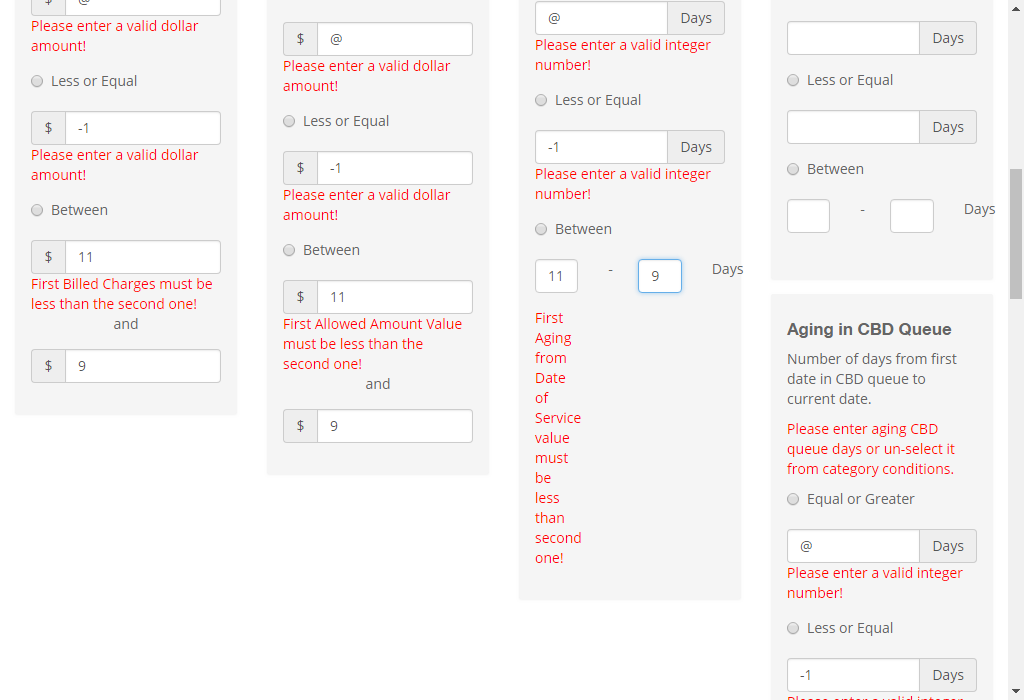 $ @
Please enter a valid dollar
amount!
Less or Equal
$ -1
Please enter a valid dollar
amount!
Between
$ 11
First Billed Charges must be
less than the second one!
and
$ 9
$ @
Please enter a valid dollar
amount!
Less or Equal
$ -1
Please enter a valid dollar
amount!
Between
$ 11
First Allowed Amount Value
must be less than the
second one!
and
$ 9
@ Days
Please enter a valid integer
number!
Less or Equal
-1 Days
Please enter a valid integer
number!
Between
11 - 9 Days
First
Aging
from
Date
of
Service
value
must
be
less
than
second
one!
Days
Less or Equal
Days
Between
- Days
Aging in CBD Queue
Number of days from first
date in CBD queue to
current date.
Please enter aging CBD
queue days or un-select it
from category conditions.
Equal or Greater
@ Days
Please enter a valid integer
number!
Less or Equal
-1 Days
Please enter a valid integer